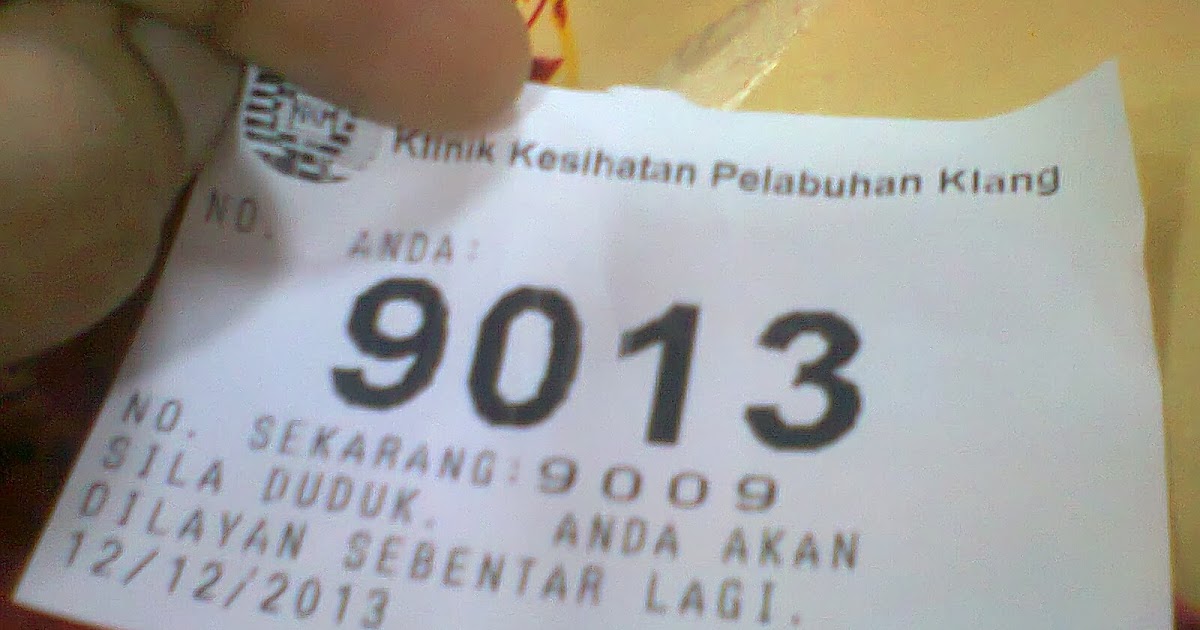 Klinik Kesihatan Pelabuhan Klang
NO. ANDA:
9013
NO. SEKARANG:9009
SILA DUDUK. ANDA AKAN
DILAYAN SEBENTAR LAGI.
12/12/2013